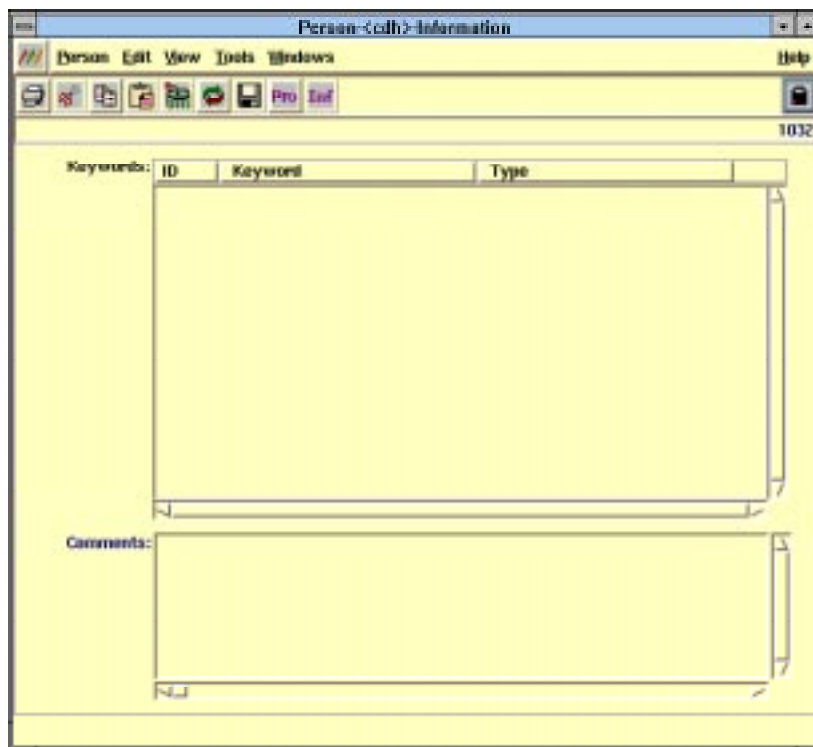 Person-(cdh)-Information
Person Edit View Tools Windows Help
Pro Inf
1032
Keywords: ID Keyword Type
Comments: